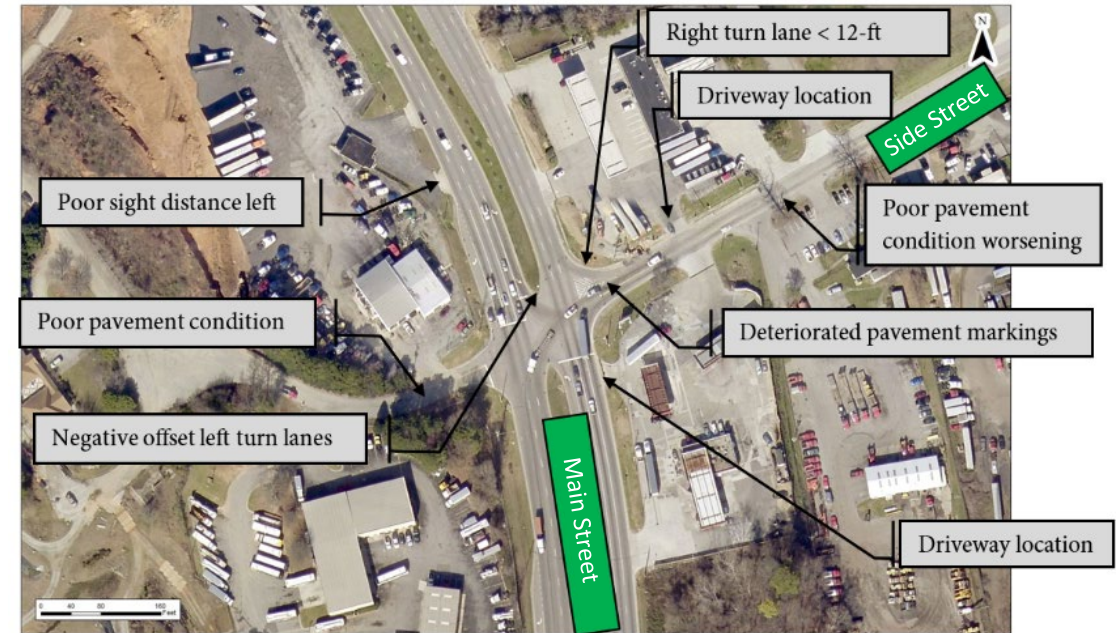 Right turn lane < 12-ft
N
Driveway location
Side Street
Poor sight distance left
Poor pavement
condition worsening
Poor pavement condition
Deteriorated pavement markings
Negative offset left turn lanes
Main Street
Driveway location
0 40 80 160
Feet